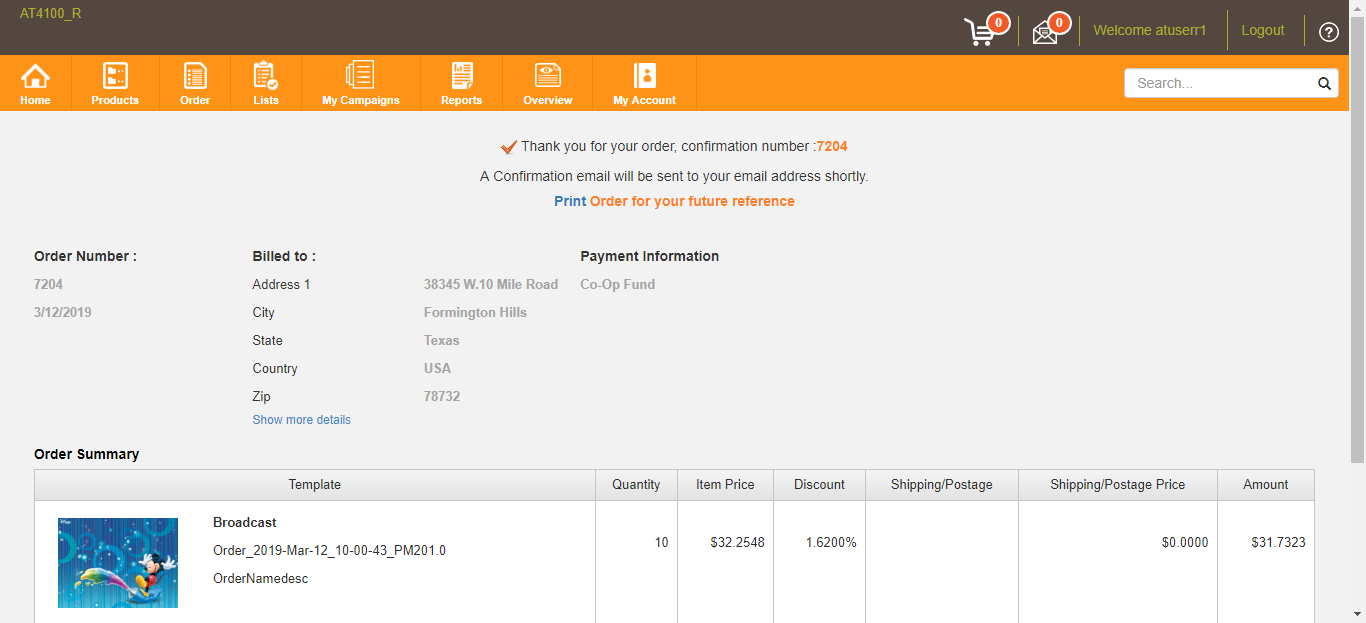 AT4100_R
0
0
Welcome atuserr1
Logout
?
Home
Products
Order
Lists
My Campaigns
Reports
Overview
My Account
Search...
Thank you for your order, confirmation number :7204
A Confirmation email will be sent to your email address shortly.
Print Order for your future reference
Order Number :
7204
3/12/2019
Billed to :
Address 1 38345 W.10 Mile Road
City Formington Hills
State Texas
Country USA
Zip 78732
Show more details
Payment Information
Co-Op Fund
Order Summary
Template Quantity Item Price Discount Shipping/Postage Shipping/Postage Price Amount
Broadcast
Order_2019-Mar-12_10-00-43_PM201.0 10 $32.2548 1.6200% $0.0000 $31.7323
OrderNamedesc